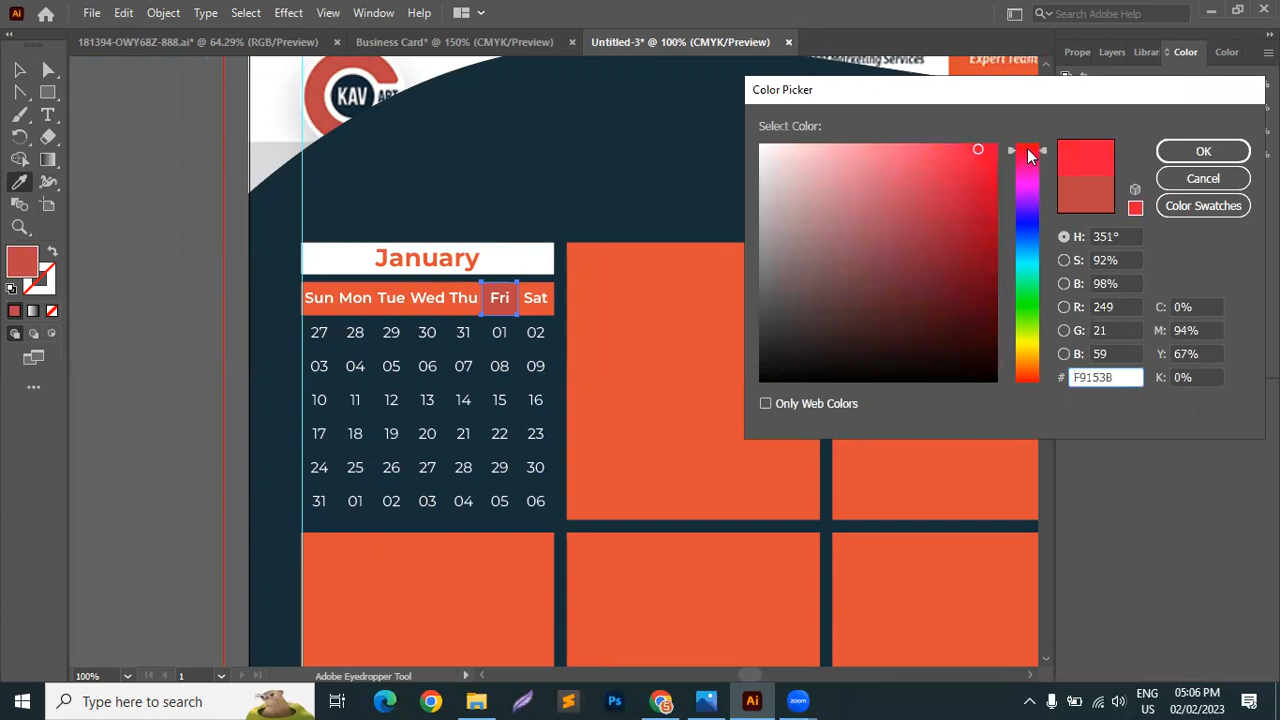 File Edit Object Type Select Effect View Window Help Search Adobe Help
181394-OWY68Z-888.ai* @ 64.29% (RGB/Preview) × Business Card* @ 150% (CMYK/Preview) × Untitled-3* @ 100% (CMYK/Preview) × Prope Layers Librar Color Color
Marketing Services Expert Team
KAV
Color Picker
Select Color:
OK
Cancel
Color Swatches
H: 351°
S: 92%
B: 98%
R: 249 C: 0%
G: 21 M: 94%
B: 59 Y: 67%
# F9153B K: 0%
Only Web Colors
January
Sun Mon Tue Wed Thu Fri Sat
27 28 29 30 31 01 02
03 04 05 06 07 08 09
10 11 12 13 14 15 16
17 18 19 20 21 22 23
24 25 26 27 28 29 30
31 01 02 03 04 05 06
100% 1 Adobe Eyedropper Tool
Type here to search
ENG 05:06 PM
US 02/02/2023